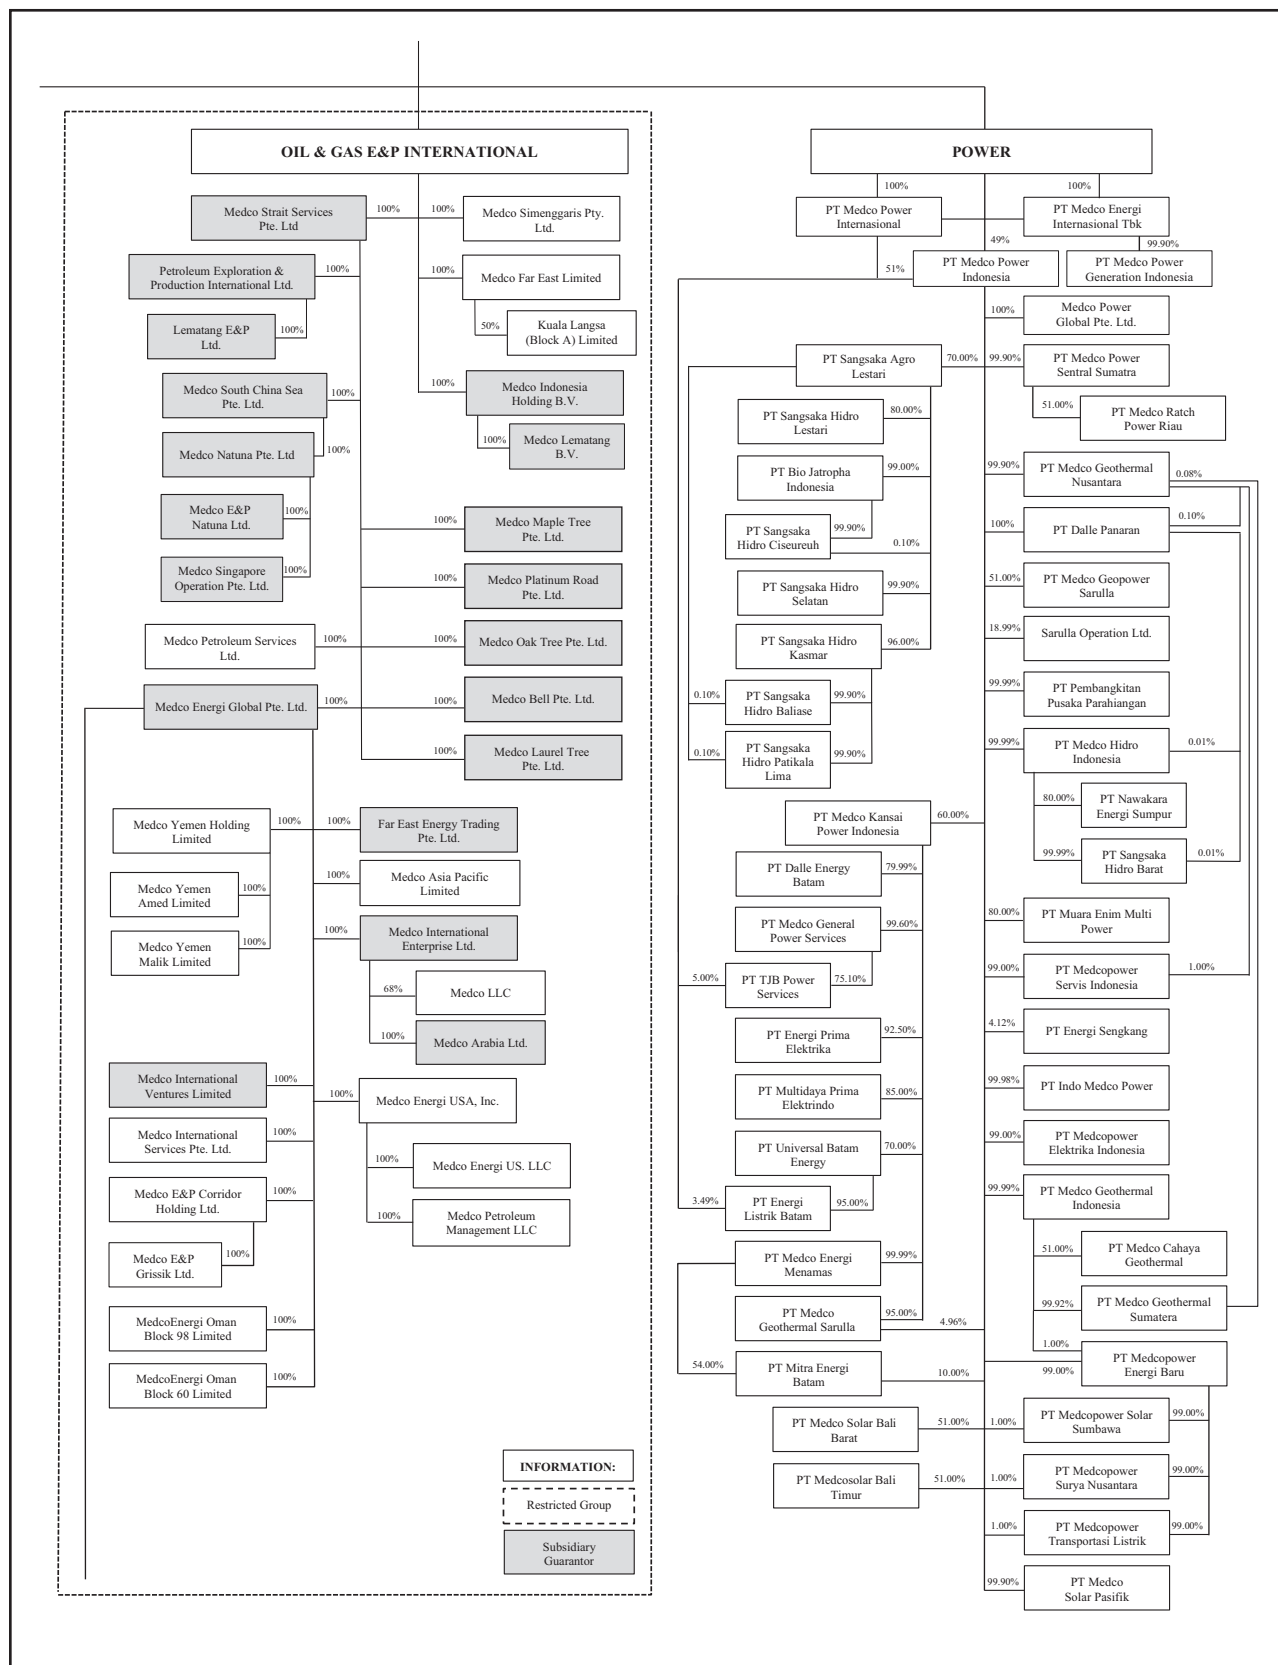 OIL & GAS E&P INTERNATIONAL
Medco Strait Services
Pte. Ltd
100%
100%
Medco Simenggaris Pty.
Ltd.
Petroleum Exploration &
Production International Ltd.
100%
100%
Medco Far East Limited
Lematang E&P
Ltd.
100%
50%
Kuala Langsa
(Block A) Limited
Medco South China Sea
Pte. Ltd.
100%
100%
Medco Indonesia
Holding B.V.
Medco Natuna Pte. Ltd
100%
100%
Medco Lematang
B.V.
Medco E&P
Natuna Ltd.
100%
100%
100%
Medco Maple Tree
Pte. Ltd.
Medco Singapore
Operation Pte. Ltd.
100%
100%
100%
Medco Platinum Road
Pte. Ltd.
Medco Petroleum Services
Ltd.
100%
100%
Medco Oak Tree Pte. Ltd.
Medco Energi Global Pte. Ltd.
100%
100%
Medco Bell Pte. Ltd.
100%
100%
Medco Laurel Tree
Pte. Ltd.
Medco Yemen Holding
Limited
100%
100%
Far East Energy Trading
Pte. Ltd.
Medco Yemen
Amed Limited
100%
100%
Medco Asia Pacific
Limited
Medco Yemen
Malik Limited
100%
100%
Medco International
Enterprise Ltd.
68%
Medco LLC
100%
Medco Arabia Ltd.
Medco International
Ventures Limited
100%
100%
Medco Energi USA, Inc.
Medco International
Services Pte. Ltd.
100%
100%
Medco Energi US. LLC
Medco E&P Corridor
Holding Ltd.
100%
100%
Medco Petroleum
Management LLC
Medco E&P
Grissik Ltd.
100%
MedcoEnergi Oman
Block 98 Limited
100%
MedcoEnergi Oman
Block 60 Limited
100%
INFORMATION:
Restricted Group
Subsidiary
Guarantor
POWER
100%
100%
PT Medco Power
Internasional
PT Medco Energi
Internasional Tbk
49%
99.90%
51%
PT Medco Power
Indonesia
PT Medco Power
Generation Indonesia
100%
Medco Power
Global Pte. Ltd.
PT Sangsaka Agro
Lestari
70.00%
99.90%
PT Medco Power
Sentral Sumatra
PT Sangsaka Hidro
Lestari
80.00%
51.00%
PT Medco Ratch
Power Riau
PT Bio Jatropha
Indonesia
99.00%
99.90%
PT Medco Geothermal
Nusantara
0.08%
PT Sangsaka
Hidro Ciseureuh
99.90%
0.10%
100%
PT Dalle Panaran
0.10%
PT Sangsaka Hidro
Selatan
99.90%
51.00%
PT Medco Geopower
Sarulla
PT Sangsaka Hidro
Kasmar
96.00%
18.99%
Sarulla Operation Ltd.
0.10%
PT Sangsaka
Hidro Baliase
99.90%
99.99%
PT Pembangkitan
Pusaka Parahiangan
0.10%
PT Sangsaka
Hidro Patikala
Lima
99.90%
99.99%
PT Medco Hidro
Indonesia
0.01%
PT Medco Kansai
Power Indonesia
60.00%
80.00%
PT Nawakara
Energi Sumpur
PT Dalle Energy
Batam
79.99%
99.99%
PT Sangsaka
Hidro Barat
0.01%
PT Medco General
Power Services
99.60%
80.00%
PT Muara Enim Multi
Power
5.00%
PT TJB Power
Services
75.10%
99.00%
PT Medcopower
Servis Indonesia
1.00%
PT Energi Prima
Elektrika
92.50%
4.12%
PT Energi Sengkang
PT Multidaya Prima
Elektrindo
85.00%
99.98%
PT Indo Medco Power
PT Universal Batam
Energy
70.00%
99.00%
PT Medcopower
Elektrika Indonesia
3.49%
PT Energi
Listrik Batam
95.00%
99.99%
PT Medco Geothermal
Indonesia
PT Medco Energi
Menamas
99.99%
51.00%
PT Medco Cahaya
Geothermal
PT Medco
Geothermal Sarulla
95.00%
4.96%
99.92%
PT Medco Geothermal
Sumatera
54.00%
PT Mitra Energi
Batam
10.00%
1.00%
99.00%
PT Medcopower
Energi Baru
PT Medco Solar Bali
Barat
51.00%
1.00%
PT Medcopower Solar
Sumbawa
99.00%
PT Medcosolar Bali
Timur
51.00%
1.00%
PT Medcopower
Surya Nusantara
99.00%
1.00%
PT Medcopower
Transportasi Listrik
99.00%
99.90%
PT Medco
Solar Pasifik